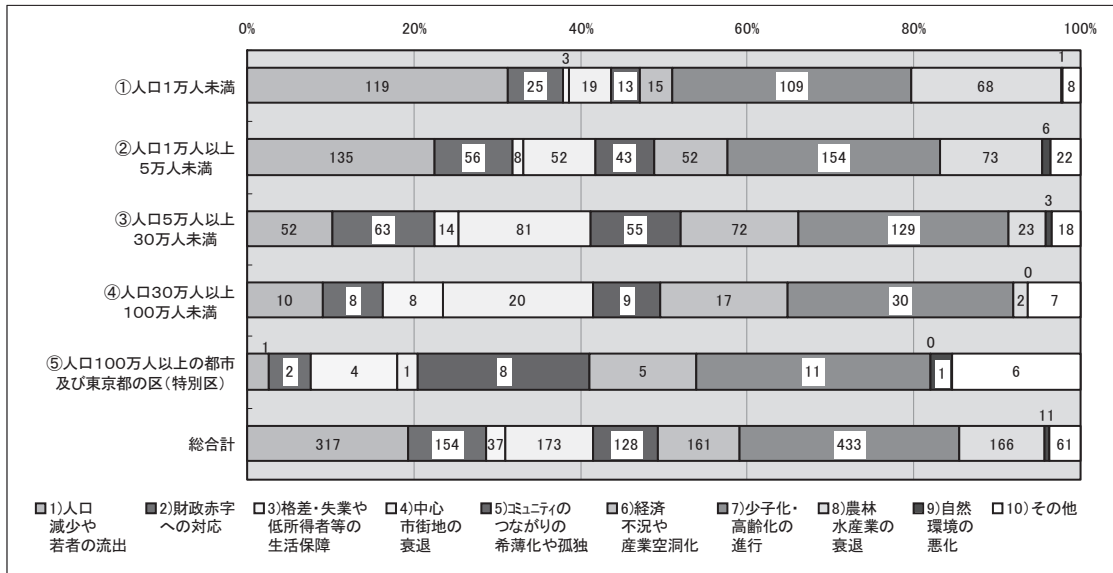 0% 20% 40% 60% 80% 100%
3 1
①人口1万人未満 119 25 19 13 15 109 68 8
6
②人口1万人以上 135 56 8 52 43 52 154 73 22
5万人未満
3
③人口5万人以上 52 63 14 81 55 72 129 23 18
30万人未満
0
④人口30万人以上 10 8 8 20 9 17 30 2 7
100万人未満
1 0
⑤人口100万人以上の都市 2 4 1 8 5 11 1 6
及び東京都の区(特別区)
11
総合計 317 154 37 173 128 161 433 166 61
1)人口 2)財政赤字 3)格差・失業や 4)中心 5)コミュニティの 6)経済 7)少子化・ 8)農林 9)自然 10)その他
減少や への対応 低所得者等の 市街地の つながりの 不況や 高齢化の 水産業の 環境の
若者の流出 生活保障 衰退 希薄化や孤独 産業空洞化 進行 衰退 悪化